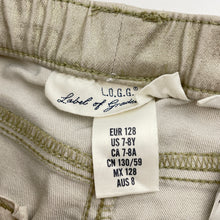 L.O.G.G.
Label of Graded
EUR 128
US 7-8Y
CA 7-8A
CN 130/59
MX 128
AUS 8